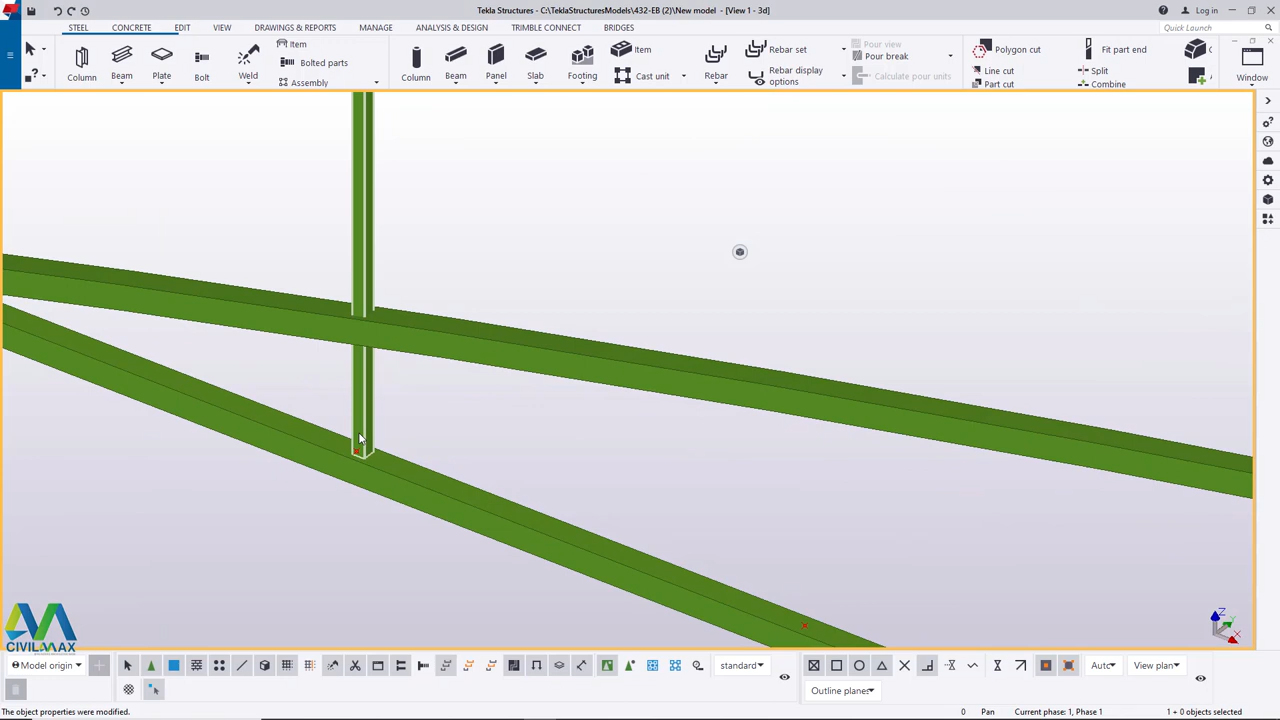 Tekla Structures - C:\TeklaStructuresModels\432-EB (2)\New model - [View 1 - 3d]
Log in
STEEL CONCRETE EDIT VIEW DRAWINGS & REPORTS MANAGE ANALYSIS & DESIGN TRIMBLE CONNECT BRIDGES
Quick Launch
Column Beam Plate Bolt Weld
Item
Bolted parts
Assembly
Column Beam Panel Slab Footing
Item
Cast unit
Rebar
Rebar set
Rebar display options
Pour view
Pour break
Calculate pour units
Polygon cut
Line cut
Part cut
Fit part end
Split
Combine
C
Window
Z
CIVILMAX
Model origin
standard
Auto
View plan
Outline planes
The object properties were modified.
0 Pan Current phase: 1, Phase 1 1 + 0 objects selected